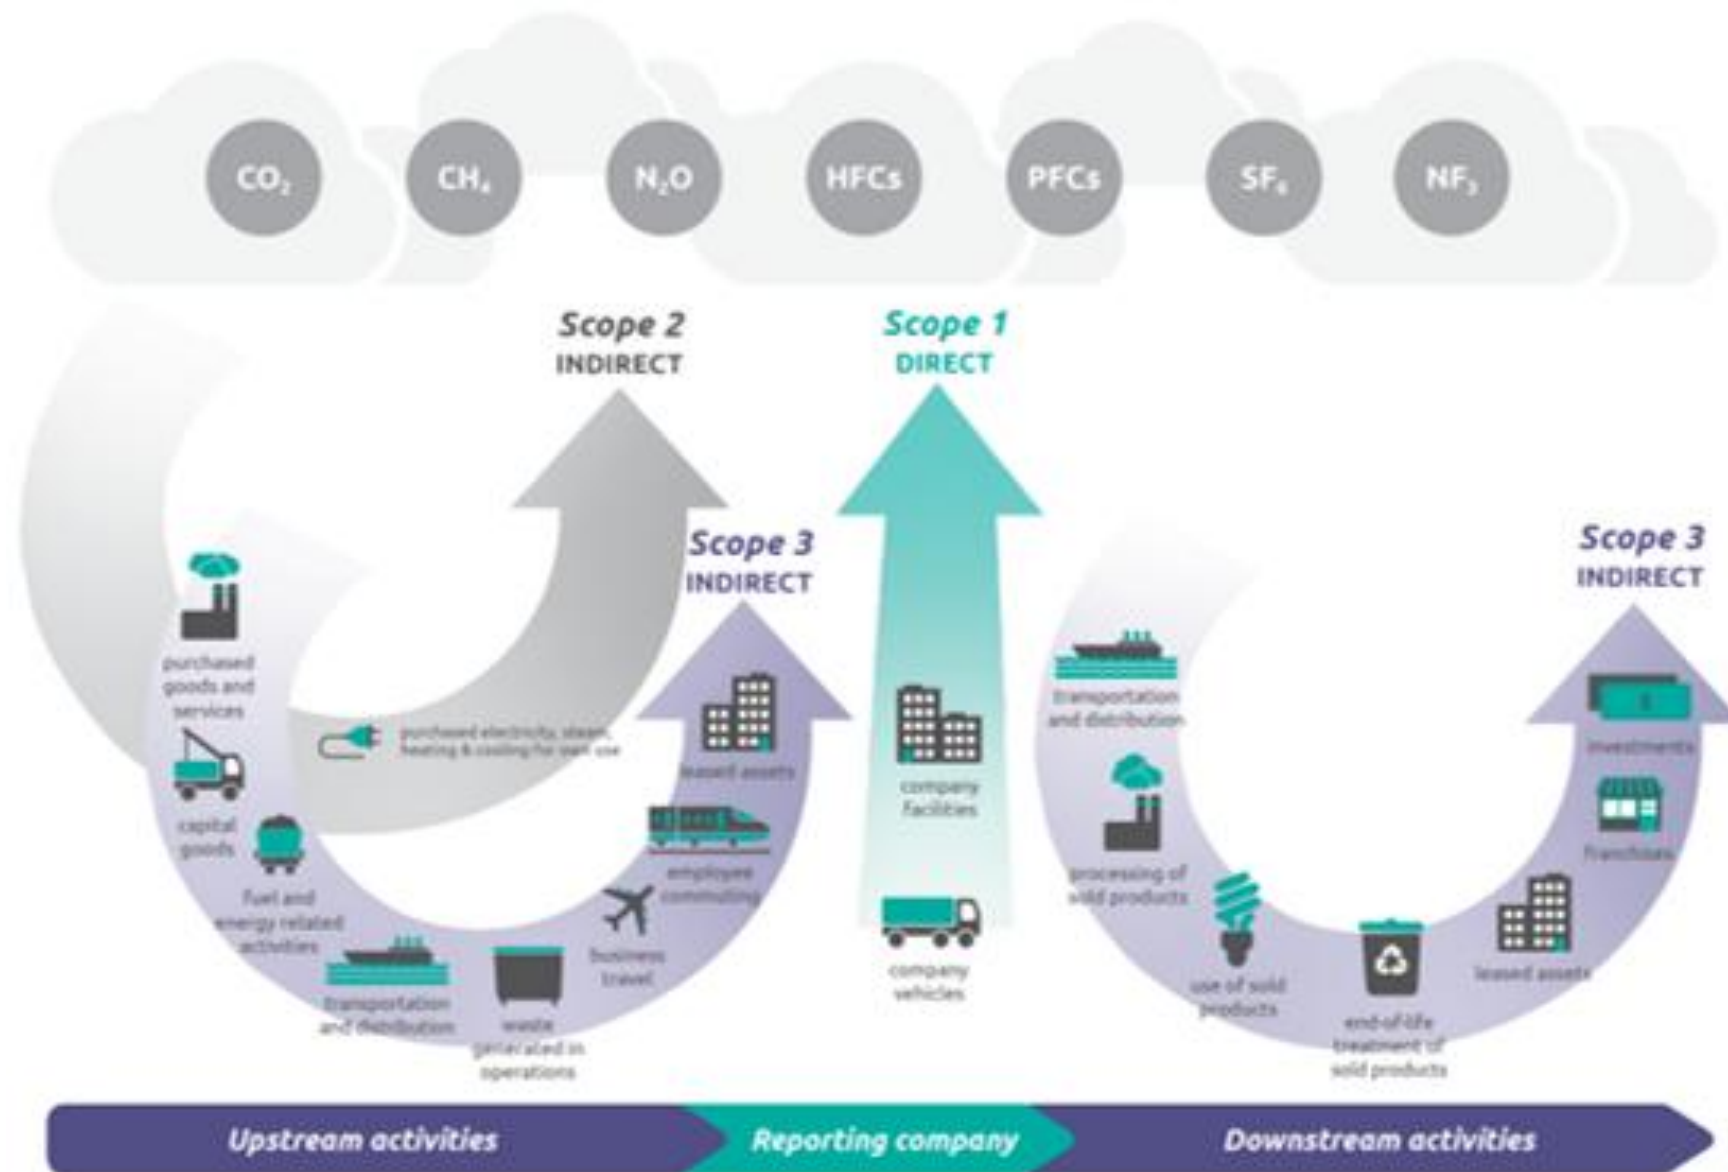 CO₂
CH₄
N₂O
HFCs
PFCs
SF₆
NF₃
Scope 2
INDIRECT
Scope 1
DIRECT
Scope 3
INDIRECT
Scope 3
INDIRECT
purchased
goods and
services
capital
goods
fuel and
energy related
activities
transportation
and distribution
waste
generated in
operations
business
travel
employee
commuting
leased assets
purchased electricity, steam,
heating & cooling for own use
company
facilities
company
vehicles
transportation
and distribution
processing of
sold products
use of sold
products
end-of-life
treatment of
sold products
leased assets
franchises
investments
Upstream activities
Reporting company
Downstream activities